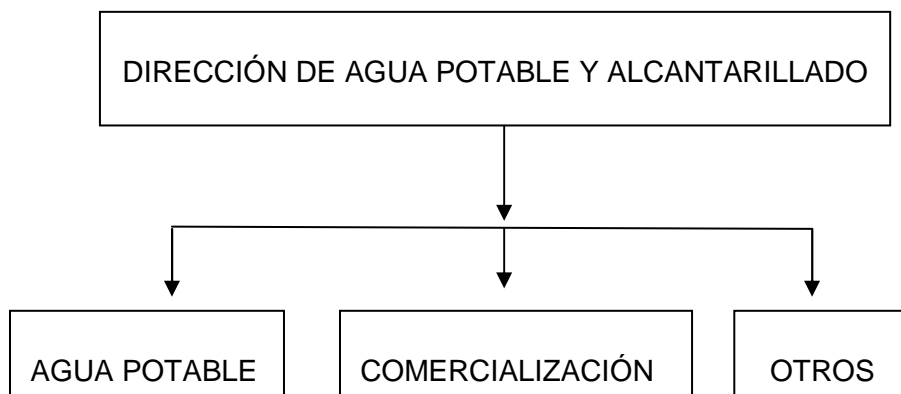 DIRECCIÓN DE AGUA POTABLE Y ALCANTARILLADO
AGUA POTABLE
COMERCIALIZACIÓN
OTROS